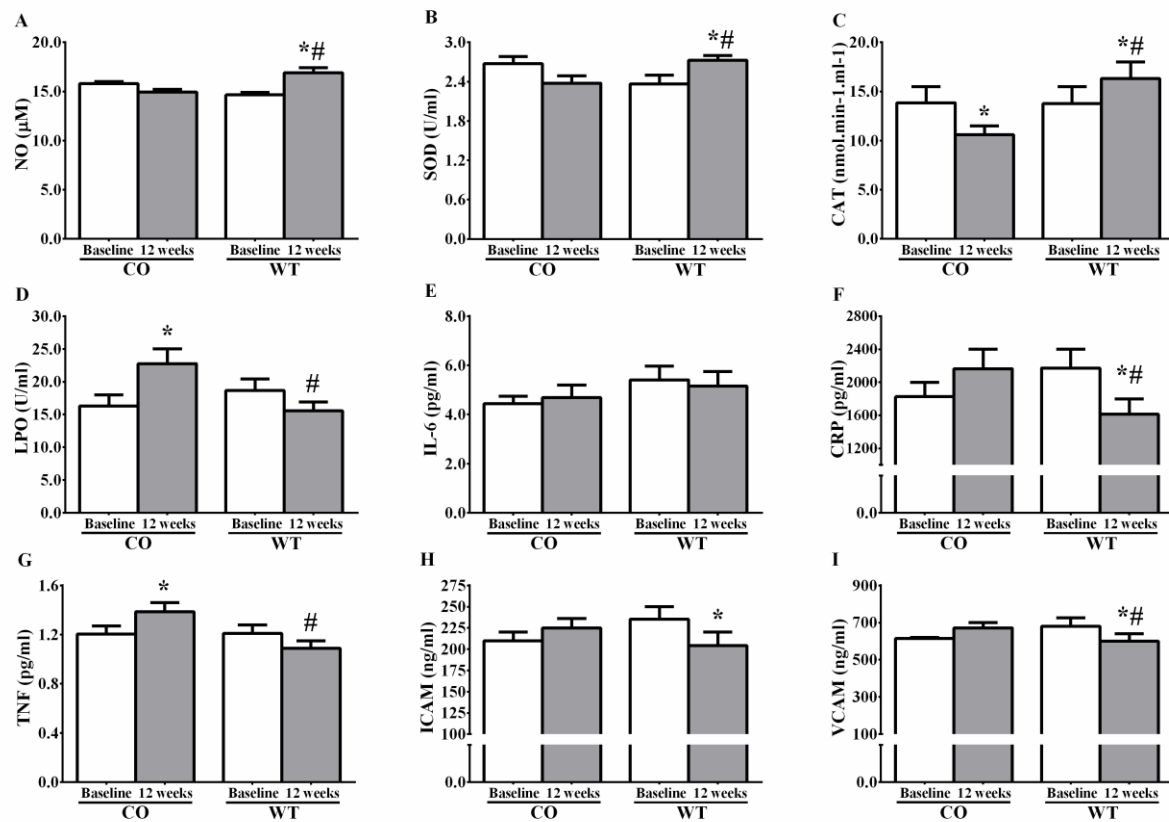 A
20.0
15.0
10.0
5.0
0.0
NO (μM)
*#
Baseline 12 weeks Baseline 12 weeks
CO WT
B
3.0
2.4
1.8
1.2
0.6
0.0
SOD (U/ml)
*#
Baseline 12 weeks Baseline 12 weeks
CO WT
C
20.0
15.0
10.0
5.0
0.0
CAT (nmol.min-1.ml-1)
*
*#
Baseline 12 weeks Baseline 12 weeks
CO WT
D
30.0
25.0
20.0
15.0
10.0
5.0
0.0
LPO (U/ml)
*
#
Baseline 12 weeks Baseline 12 weeks
CO WT
E
8.0
6.0
4.0
2.0
0.0
IL-6 (pg/ml)
Baseline 12 weeks Baseline 12 weeks
CO WT
F
2800
2400
2000
1600
1200
0.0
CRP (pg/ml)
*#
Baseline 12 weeks Baseline 12 weeks
CO WT
G
1.6
1.2
0.8
0.4
0.0
TNF (pg/ml)
*
#
Baseline 12 weeks Baseline 12 weeks
CO WT
H
275
250
225
200
175
150
125
100
0.0
ICAM (ng/ml)
*
Baseline 12 weeks Baseline 12 weeks
CO WT
I
900
700
500
300
100
0.0
VCAM (ng/ml)
*#
Baseline 12 weeks Baseline 12 weeks
CO WT